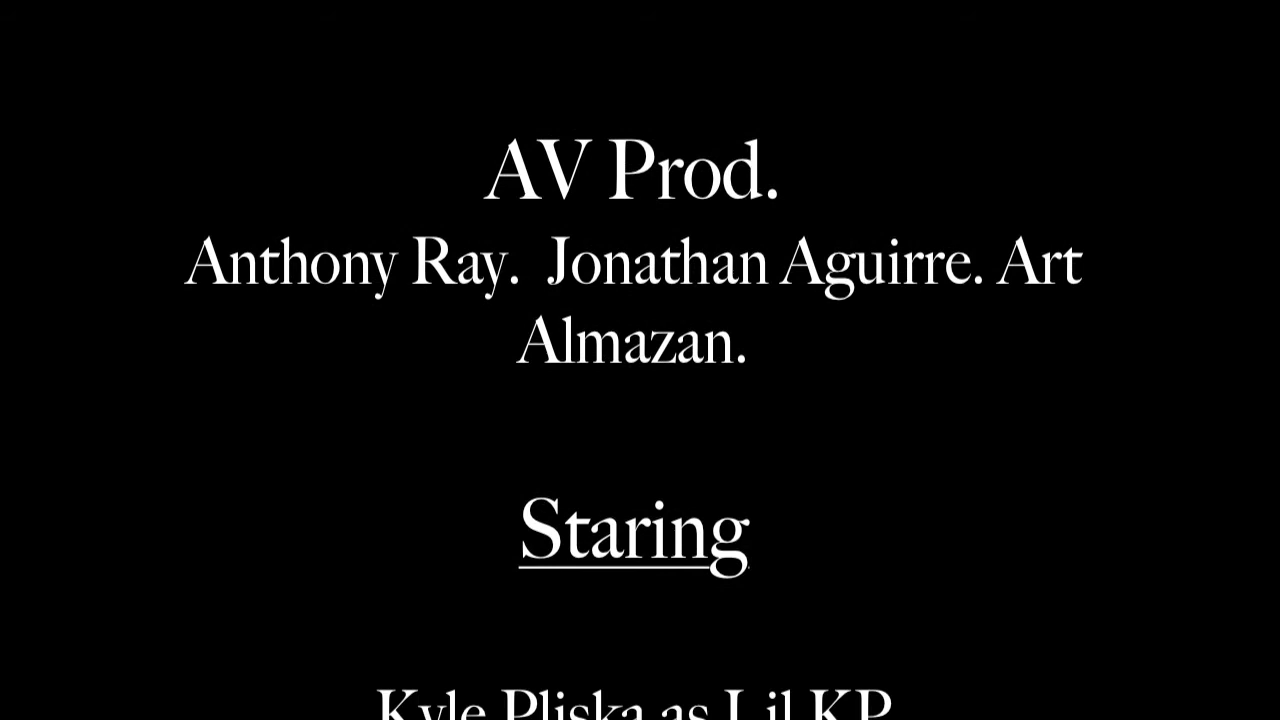 AV Prod.
Anthony Ray.  Jonathan Aguirre. Art
Almazan.
Staring
Kyle Pliska as Lil KP